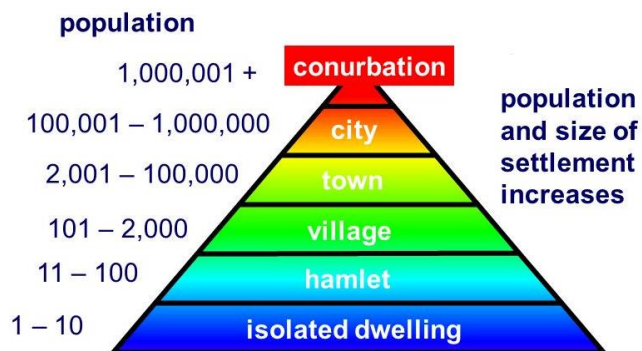 population
1,000,001 +
conurbation
100,001 – 1,000,000
city
population
and size of
settlement
increases
2,001 – 100,000
town
101 – 2,000
village
11 – 100
hamlet
1 – 10
isolated dwelling